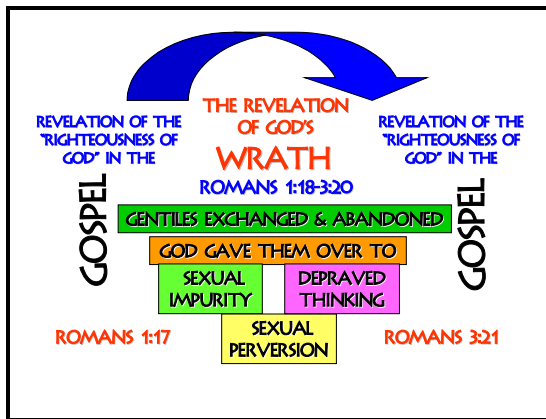 REVELATION OF THE
"RIGHTEOUSNESS OF
GOD" IN THE
GOSPEL
ROMANS 1:17
THE REVELATION
OF GOD'S
WRATH
ROMANS 1:18-3:20
GENTILES EXCHANGED & ABANDONED
GOD GAVE THEM OVER TO
SEXUAL
IMPURITY
DEPRAVED
THINKING
SEXUAL
PERVERSION
REVELATION OF THE
"RIGHTEOUSNESS OF
GOD" IN THE
GOSPEL
ROMANS 3:21